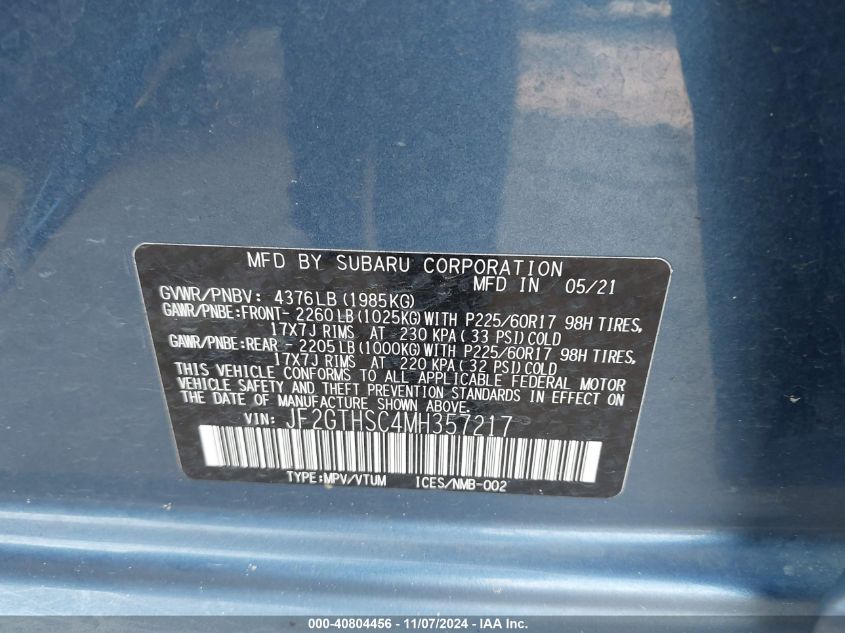 MFD BY SUBARU CORPORATION
MFD IN 05/21
GVWR/PNBV: 4376LB(1985KG)
GAWR/PNBE:FRONT- 2260LB(1025KG)WITH P225/60R17 98H TIRES,
17X7J RIMS AT 230 KPA(33 PSI)COLD
GAWR/PNBE:REAR - 2205LB(1000KG)WITH P225/60R17 98H TIRES,
17X7J RIMS AT 220 KPA(32 PSI)COLD
THIS VEHICLE CONFORMS TO ALL APPLICABLE FEDERAL MOTOR
VEHICLE SAFETY AND THEFT PREVENTION STANDARDS IN EFFECT ON
THE DATE OF MANUFACTURE SHOWN ABOVE.
VIN: JF2GTHSC4MH357217
TYPE:MPV/VTUM ICES/NMB-002
000-40804456 - 11/07/2024 - IAA Inc.